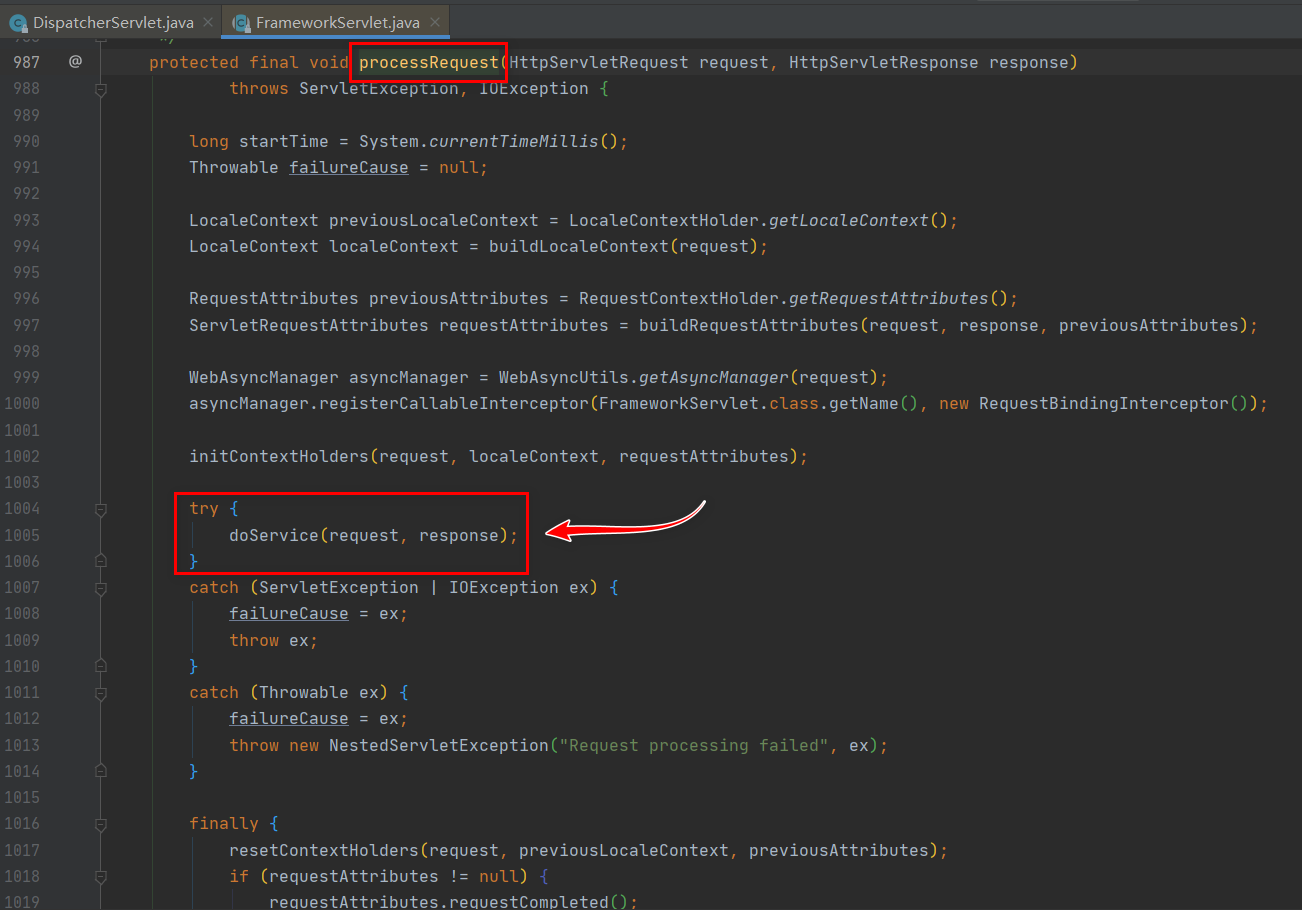 DispatcherServlet.java
FrameworkServlet.java
987 @ protected final void processRequest(HttpServletRequest request, HttpServletResponse response)
988 throws ServletException, IOException {
989
990 long startTime = System.currentTimeMillis();
991 Throwable failureCause = null;
992
993 LocaleContext previousLocaleContext = LocaleContextHolder.getLocaleContext();
994 LocaleContext localeContext = buildLocaleContext(request);
995
996 RequestAttributes previousAttributes = RequestContextHolder.getRequestAttributes();
997 ServletRequestAttributes requestAttributes = buildRequestAttributes(request, response, previousAttributes);
998
999 WebAsyncManager asyncManager = WebAsyncUtils.getAsyncManager(request);
1000 asyncManager.registerCallableInterceptor(FrameworkServlet.class.getName(), new RequestBindingInterceptor());
1001
1002 initContextHolders(request, localeContext, requestAttributes);
1003
1004 try {
1005 doService(request, response);
1006 }
1007 catch (ServletException | IOException ex) {
1008 failureCause = ex;
1009 throw ex;
1010 }
1011 catch (Throwable ex) {
1012 failureCause = ex;
1013 throw new NestedServletException("Request processing failed", ex);
1014 }
1015
1016 finally {
1017 resetContextHolders(request, previousLocaleContext, previousAttributes);
1018 if (requestAttributes != null) {
1019 requestAttributes.requestCompleted();